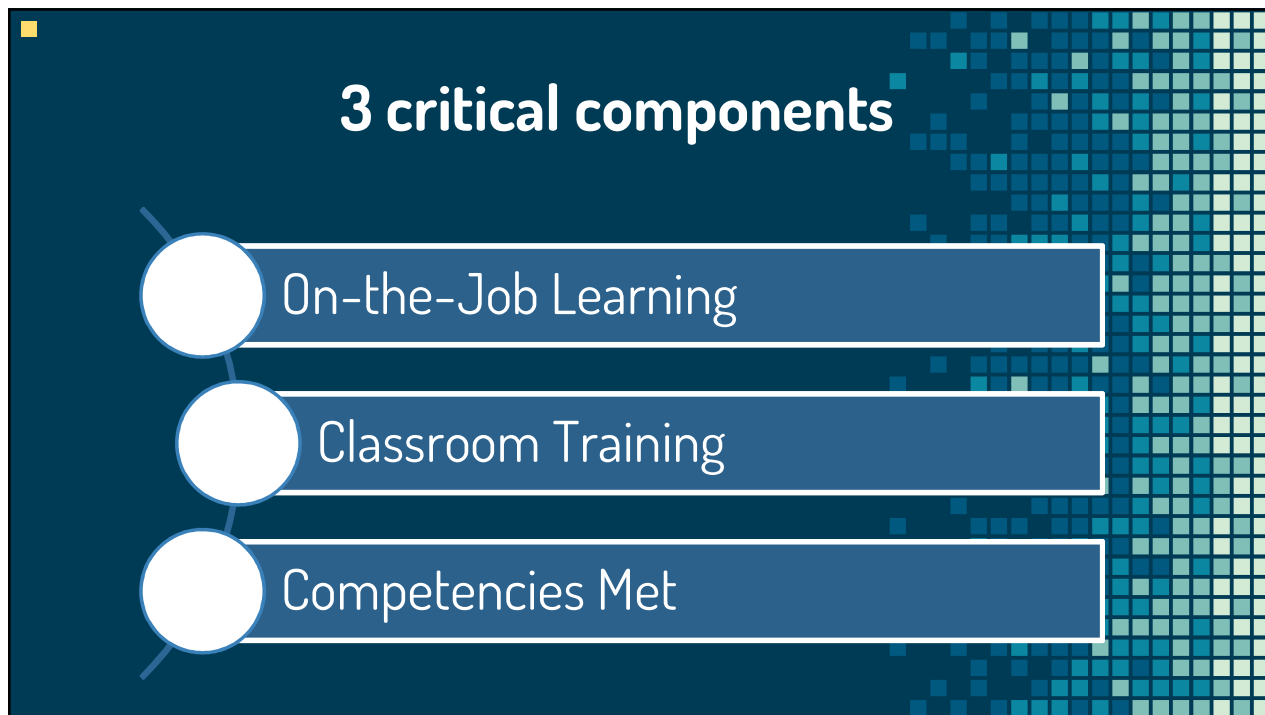 3 critical components
On-the-Job Learning
Classroom Training
Competencies Met